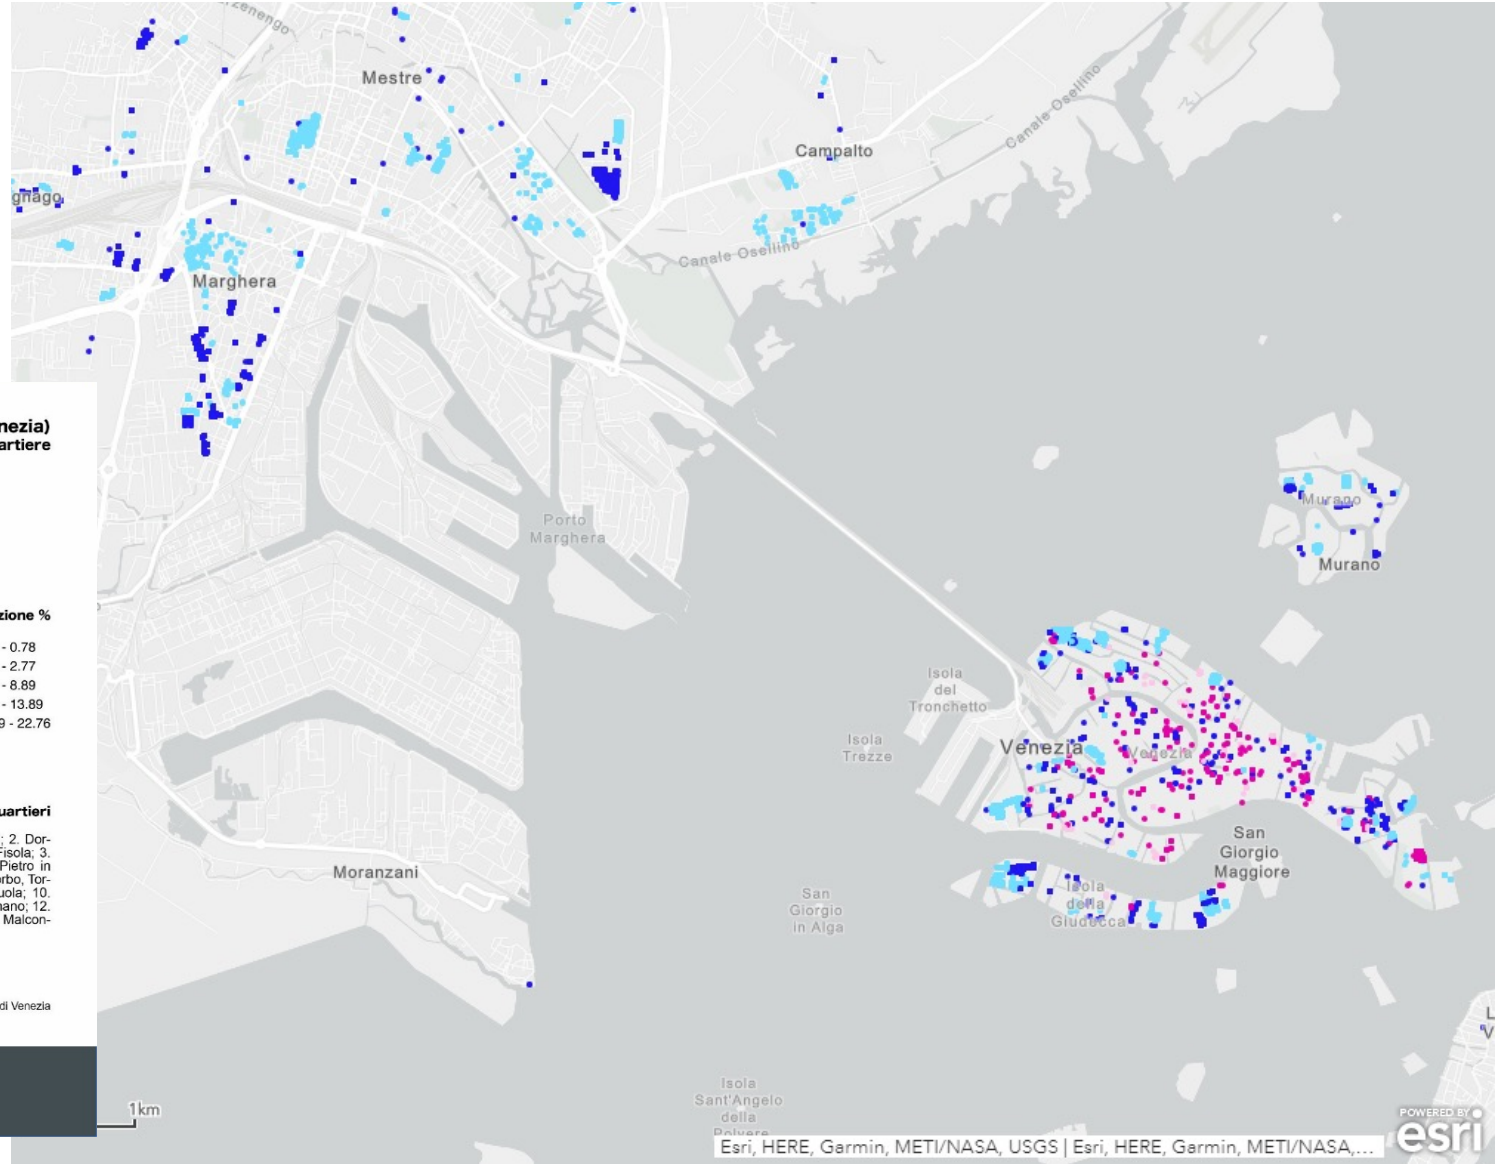 Mestre
Campalto
Canale Osellino
gnago
Canale Osellino
Marghera
nezia)
artiere
Porto
Marghera
Murano
Murano
zione %
- 0.78
- 2.77
- 8.89
- 13.89
9 - 22.76
Isola
del
Tronchetto
Isola
Trezze
Venezia
Venezia
uartieri
; 2. Dor-
Fisola; 3.
Pietro in
erbo, Tor-
uola; 10.
nano; 12.
Malcon-
San
Giorgio
Maggiore
Moranzani
Isola
della
Giudecca
San
Giorgio
in Alga
di Venezia
1km
Isola
Sant'Angelo
della
Polvere
L
V
POWERED BY
esri
Esri, HERE, Garmin, METI/NASA, USGS | Esri, HERE, Garmin, METI/NASA,...